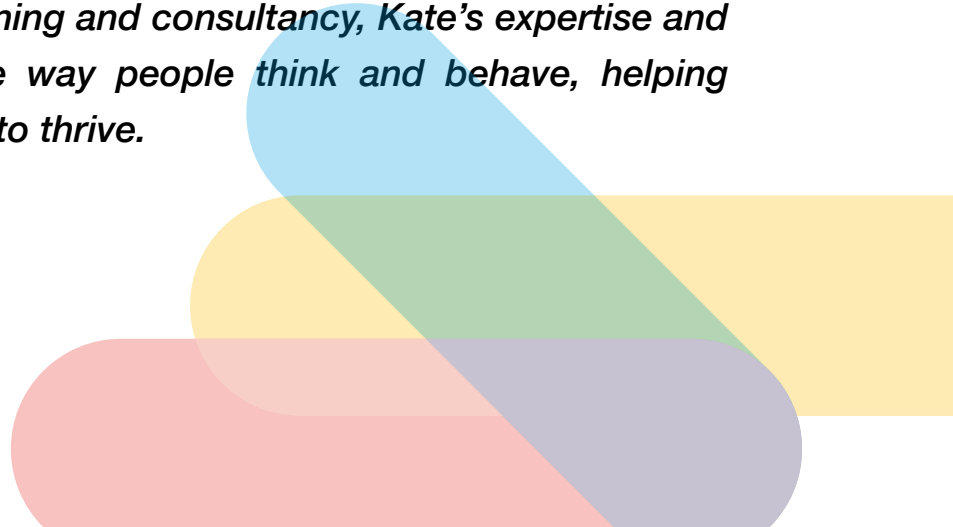 ning and consultancy, Kate’s expertise and
way people think and behave, helping
to thrive.